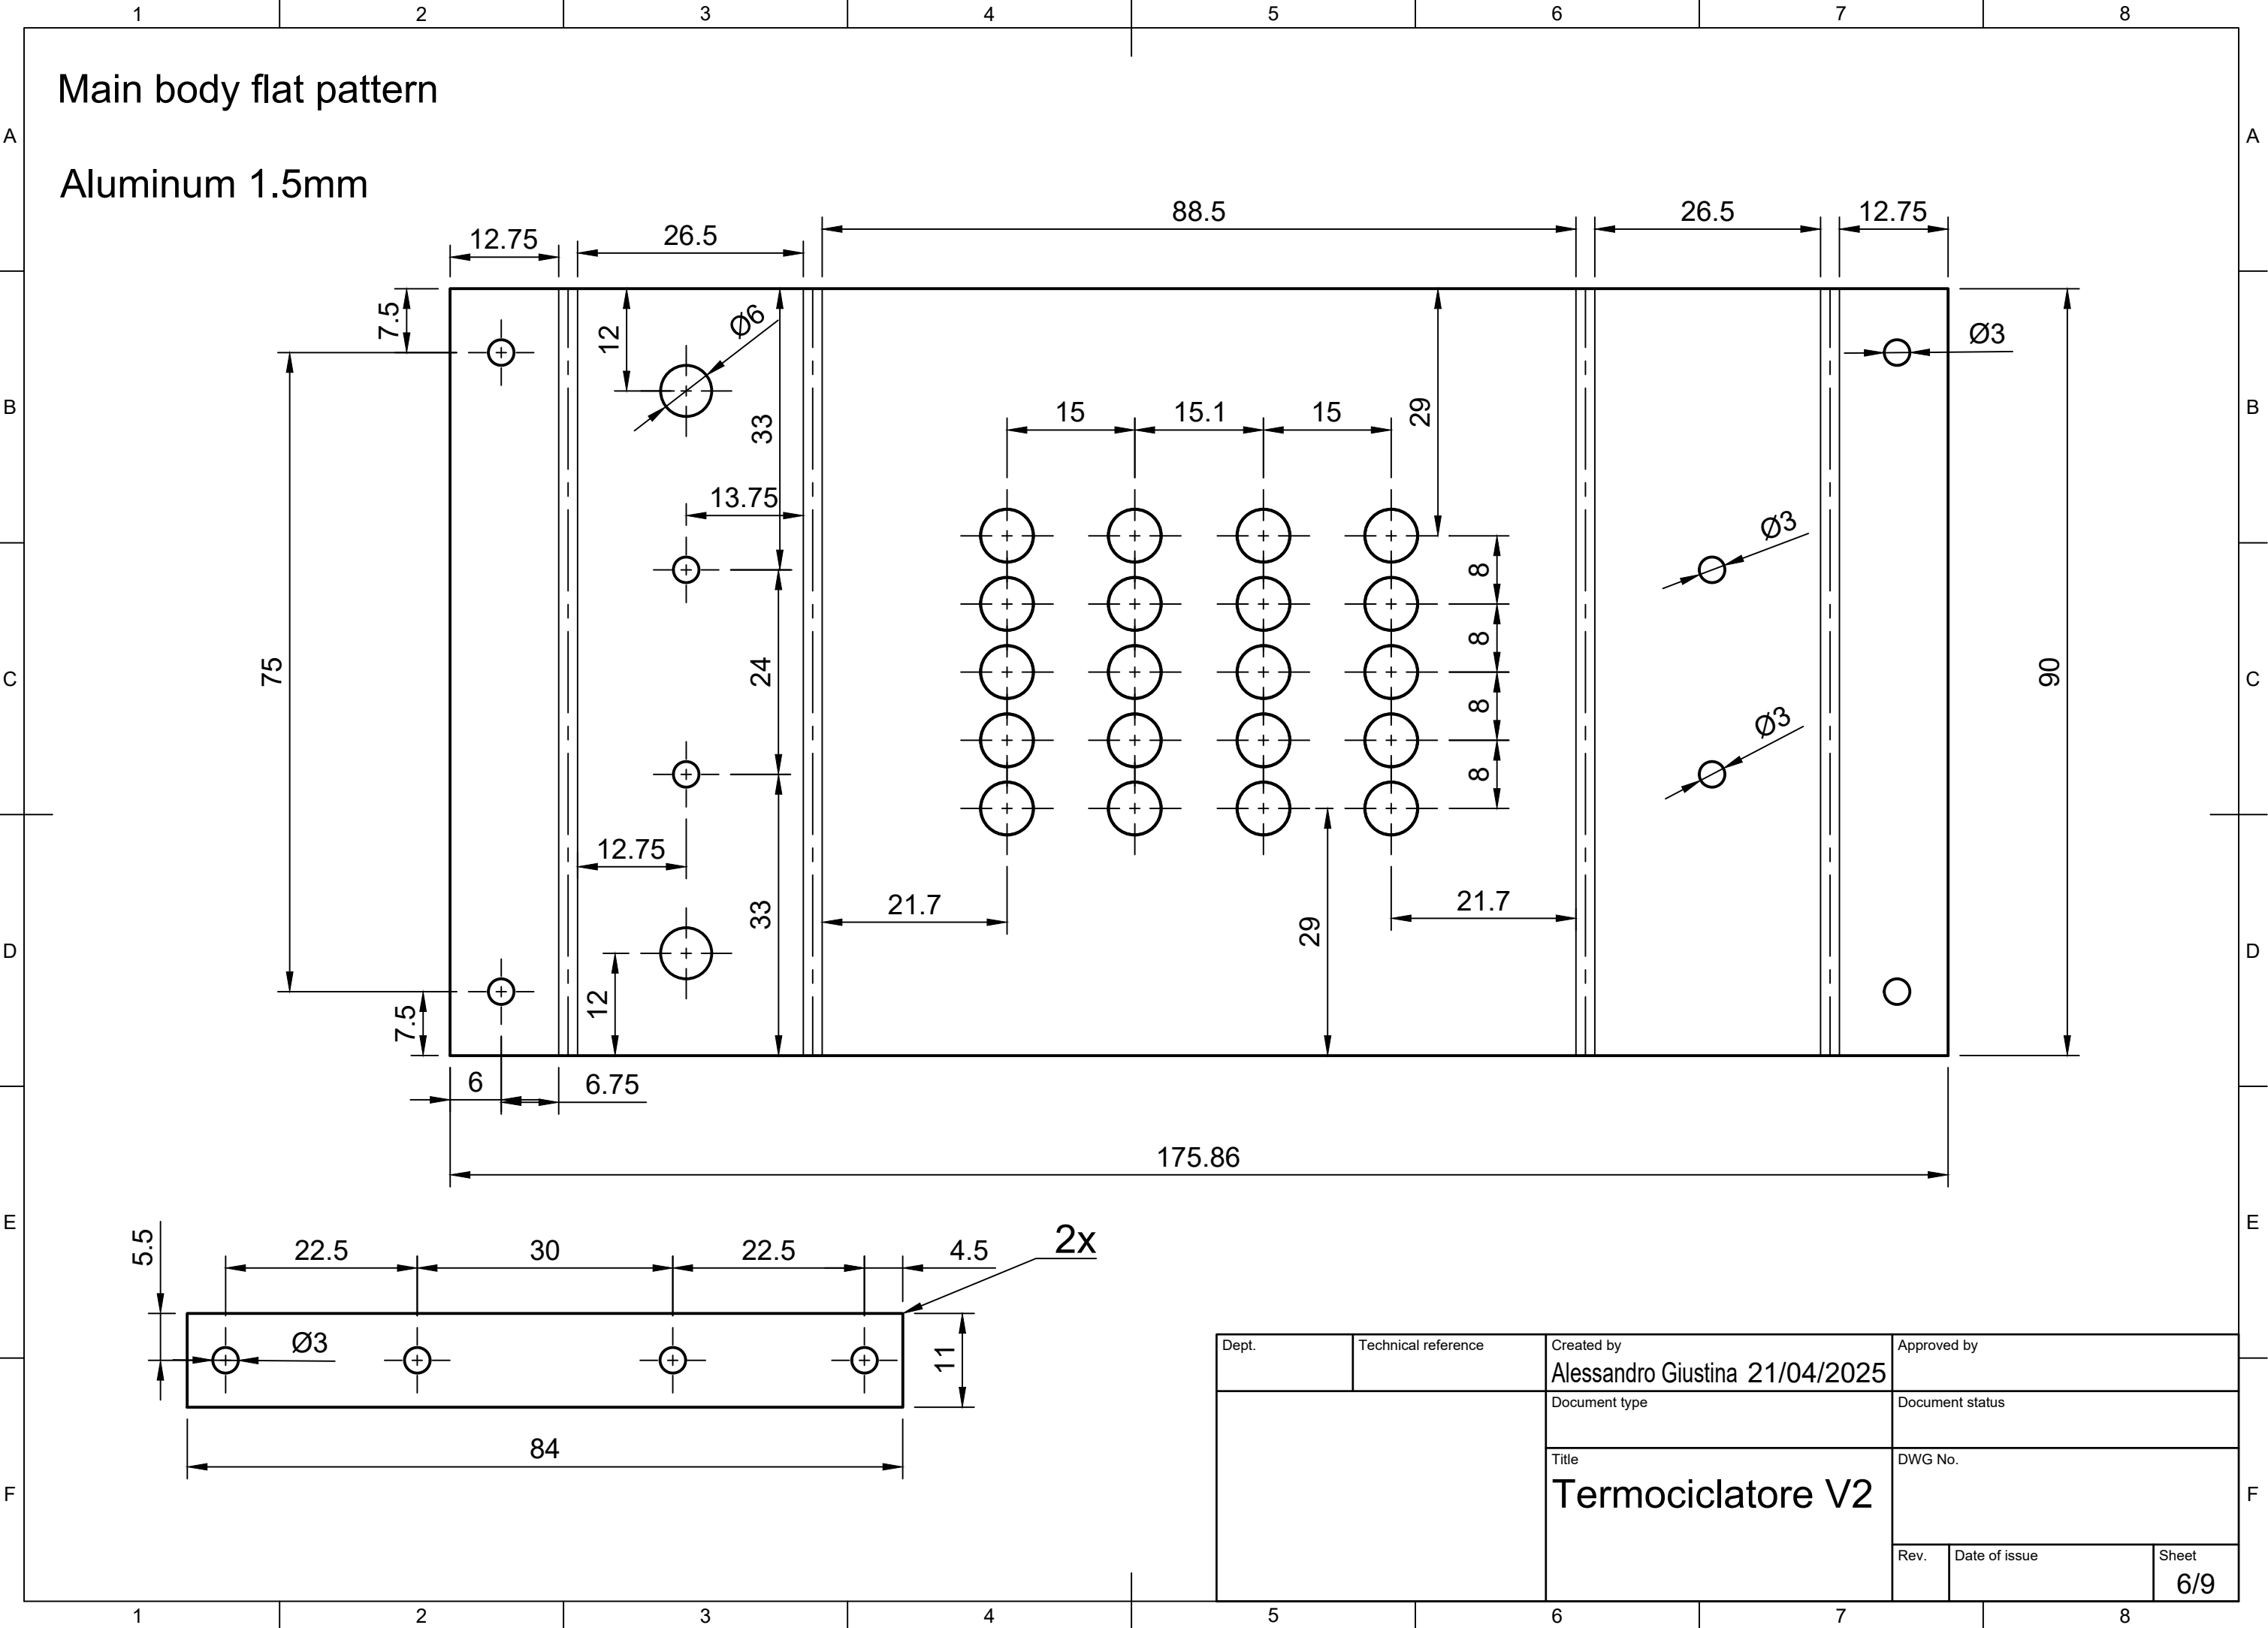 1 2 3 4 5 6 7 8
Main body flat pattern
A A
Aluminum 1.5mm
88.5 26.5 12.75
12.75 26.5
7.5 12 Ø6 Ø3
B 33 15 15.1 15 29 B
13.75
Ø3
8
8
75 24 90
C C
8
Ø3
8
12.75
21.7 21.7
33 29
D D
12
7.5
6 6.75
175.86
E E
5.5 22.5 30 22.5 4.5 2x
Ø3 11
84
F F
Dept. Technical reference Created by Approved by
Alessandro Giustina 21/04/2025
Document type Document status
Title DWG No.
Termociclatore V2
Rev. Date of issue Sheet
6/9
1 2 3 4 5 6 7 8